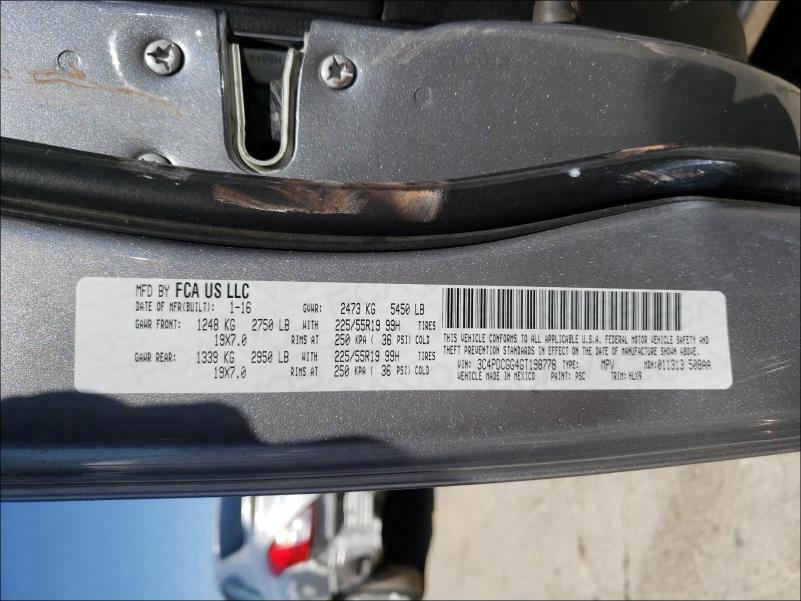 MFD BY FCA US LLC
DATE OF MFR(BUILT): 1-16 GVWR: 2473 KG 5450 LB
GAWR FRONT: 1248 KG 2750 LB WITH 225/55R19 99H TIRES
19X7.0 RIMS AT 250 KPA ( 36 PSI) COLD
GAWR REAR: 1339 KG 2950 LB WITH 225/55R19 99H TIRES
19X7.0 RIMS AT 250 KPA ( 36 PSI) COLD
THIS VEHICLE CONFORMS TO ALL APPLICABLE U.S.A. FEDERAL MOTOR VEHICLE SAFETY AND
THEFT PREVENTION STANDARDS IN EFFECT ON THE DATE OF MANUFACTURE SHOWN ABOVE.
VIN: 3C4PDCGG4GT198778 TYPE: MPV MDH: 011313 508AA
VEHICLE MADE IN MEXICO PAINT: PSC TRIM: HLX9